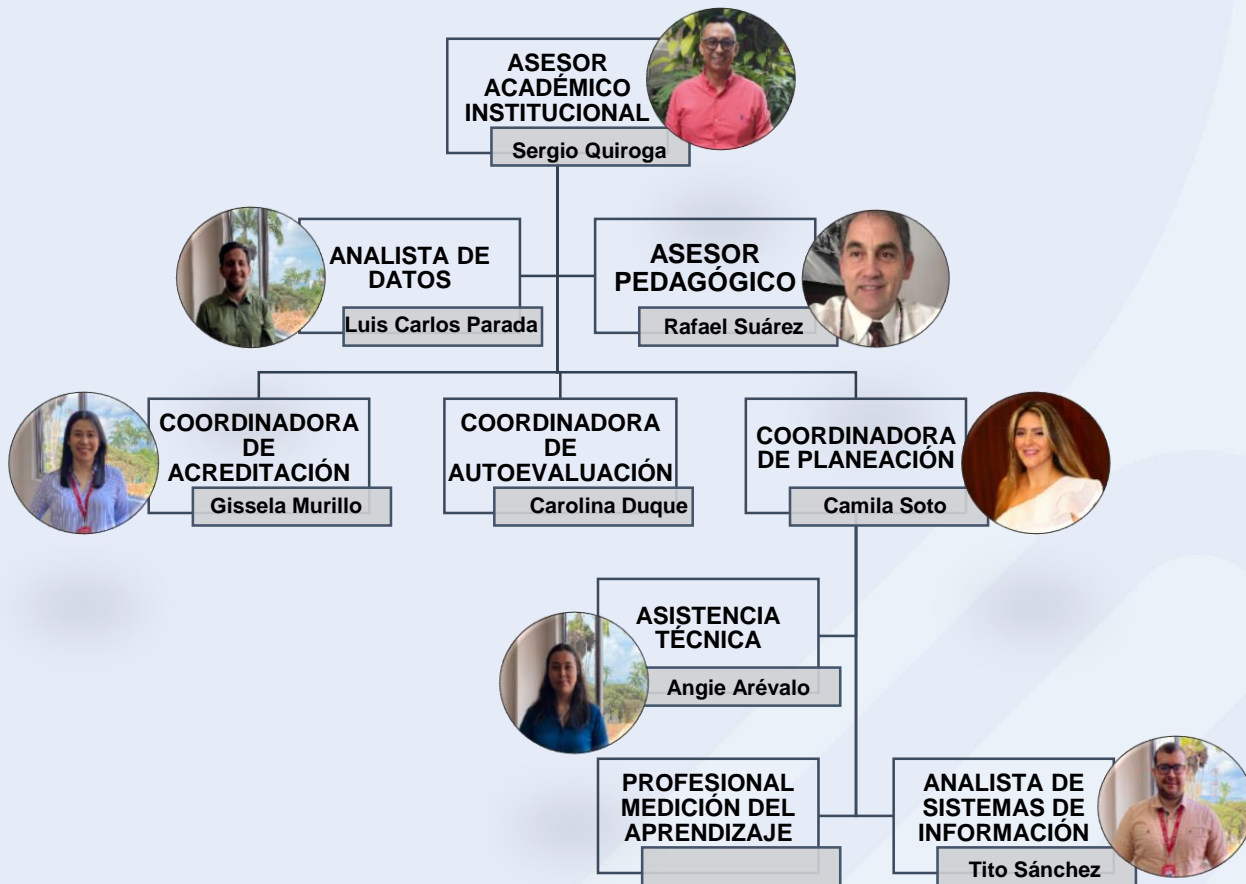 ASESOR
ACADÉMICO
INSTITUCIONAL
Sergio Quiroga
ANALISTA DE
DATOS
Luis Carlos Parada
ASESOR
PEDAGÓGICO
Rafael Suárez
COORDINADORA
DE
ACREDITACIÓN
Gissela Murillo
COORDINADORA
DE
AUTOEVALUACIÓN
Carolina Duque
COORDINADORA
DE PLANEACIÓN
Camila Soto
ASISTENCIA
TÉCNICA
Angie Arévalo
PROFESIONAL
MEDICIÓN DEL
APRENDIZAJE
ANALISTA DE
SISTEMAS DE
INFORMACIÓN
Tito Sánchez